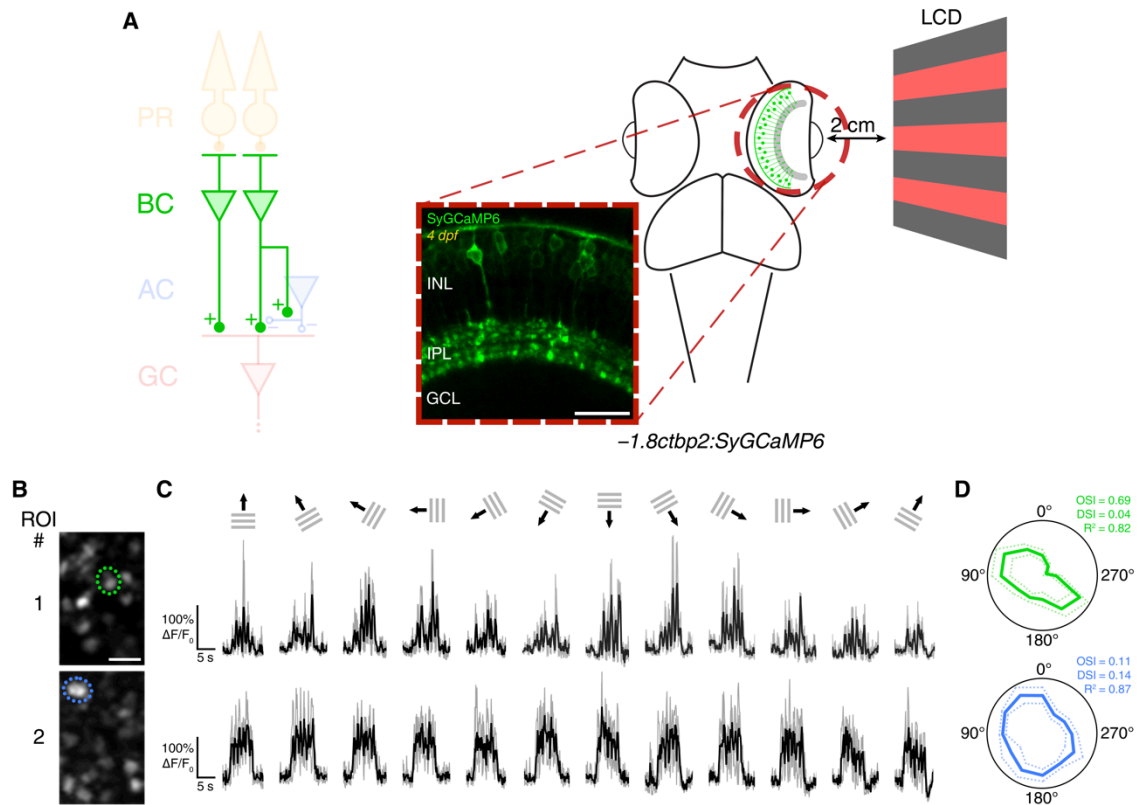 A
LCD
PR
BC
AC
GC
+
+
+
–
–
2 cm
SyGCaMP6
4 dpf
INL
IPL
GCL
–1.8ctbp2:SyGCaMP6
B
ROI
#
1
2
C
100%
ΔF/F0
5 s
100%
ΔF/F0
5 s
D
OSI = 0.69
DSI = 0.04
R² = 0.82
0°
90°
270°
180°
OSI = 0.11
DSI = 0.14
R² = 0.87
0°
90°
270°
180°